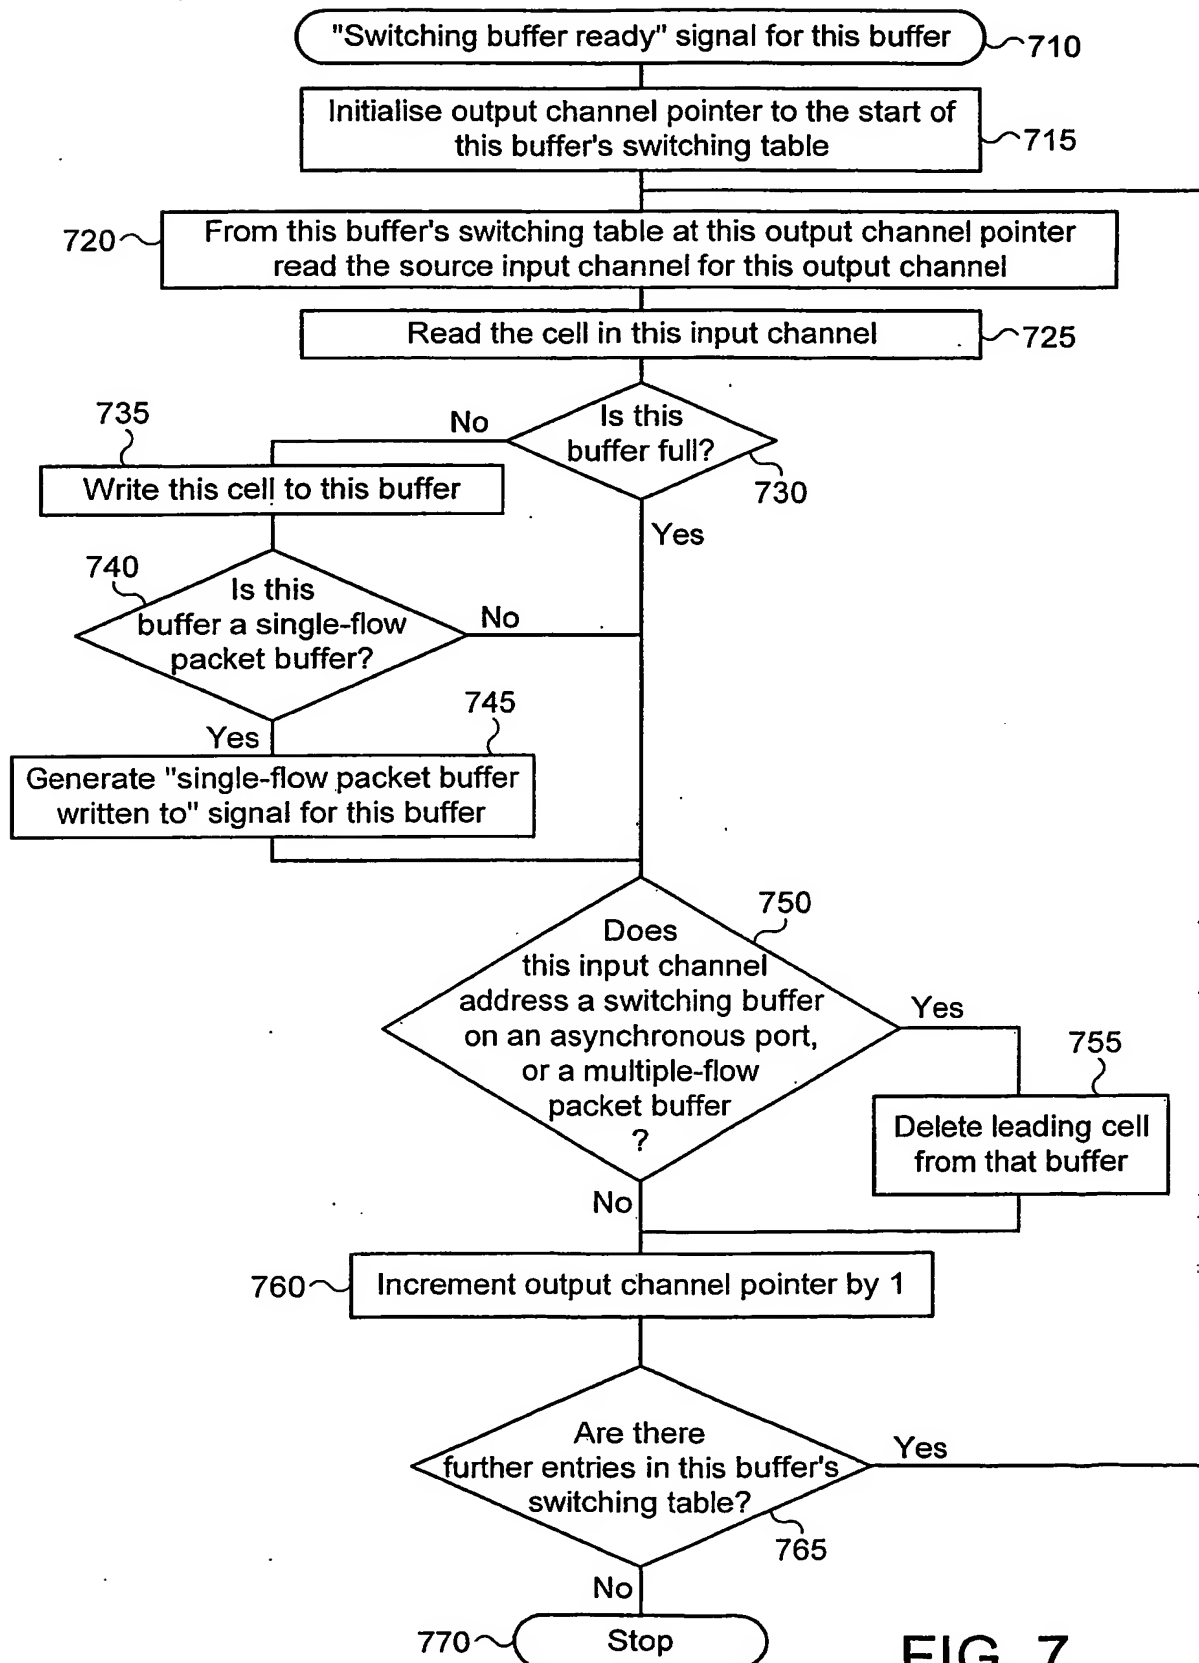 "Switching buffer ready" signal for this buffer
710
Initialise output channel pointer to the start of
this buffer's switching table
715
720
From this buffer's switching table at this output channel pointer
read the source input channel for this output channel
Read the cell in this input channel
725
735
No
Is this
buffer full?
730
Write this cell to this buffer
Yes
740
Is this
buffer a single-flow
packet buffer?
No
745
Yes
Generate "single-flow packet buffer
written to" signal for this buffer
750
Does
this input channel
address a switching buffer
on an asynchronous port,
or a multiple-flow
packet buffer
?
Yes
755
Delete leading cell
from that buffer
No
760
Increment output channel pointer by 1
Are there
further entries in this buffer's
switching table?
Yes
765
No
770
Stop
FIG. 7